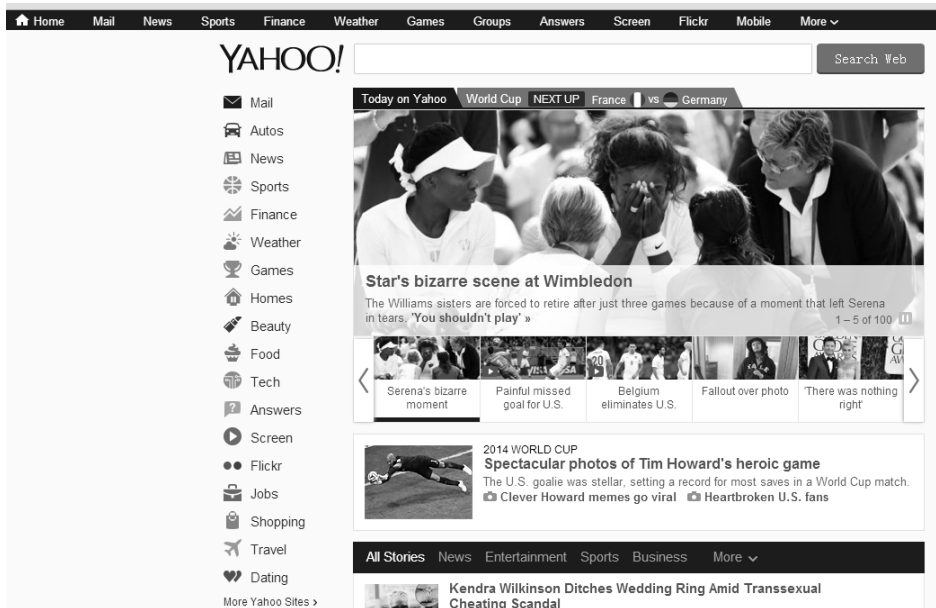 Home Mail News Sports Finance Weather Games Groups Answers Screen Flickr Mobile More
YAHOO!
Search Web
Mail
Autos
News
Sports
Finance
Weather
Games
Homes
Beauty
Food
Tech
Answers
Screen
Flickr
Jobs
Shopping
Travel
Dating
More Yahoo Sites >
Today on Yahoo World Cup NEXT UP France vs Germany
Star's bizarre scene at Wimbledon
The Williams sisters are forced to retire after just three games because of a moment that left Serena
in tears. 'You shouldn't play' »
1 – 5 of 100
Serena's bizarre
moment
Painful missed
goal for U.S.
Belgium
eliminates U.S.
Fallout over photo
'There was nothing
right'
2014 WORLD CUP
Spectacular photos of Tim Howard's heroic game
The U.S. goalie was stellar, setting a record for most saves in a World Cup match.
Clever Howard memes go viral Heartbroken U.S. fans
All Stories News Entertainment Sports Business More
Kendra Wilkinson Ditches Wedding Ring Amid Transsexual
Cheating Scandal